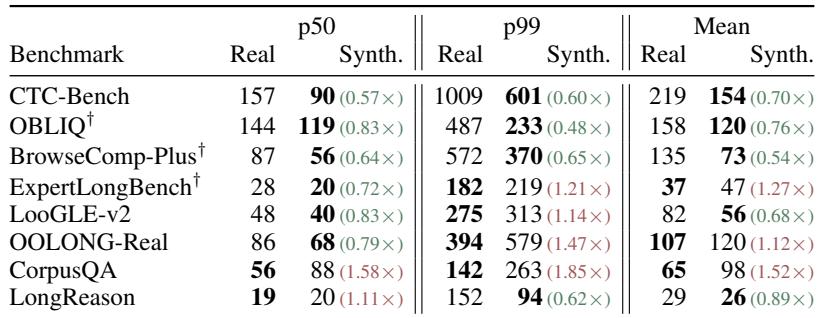 p50 p99 Mean
Benchmark Real Synth. Real Synth. Real Synth.
CTC-Bench 157 90 (0.57×) 1009 601 (0.60×) 219 154 (0.70×)
OBLIQ† 144 119 (0.83×) 487 233 (0.48×) 158 120 (0.76×)
BrowseComp-Plus† 87 56 (0.64×) 572 370 (0.65×) 135 73 (0.54×)
ExpertLongBench† 28 20 (0.72×) 182 219 (1.21×) 37 47 (1.27×)
LooGLE-v2 48 40 (0.83×) 275 313 (1.14×) 82 56 (0.68×)
OOLONG-Real 86 68 (0.79×) 394 579 (1.47×) 107 120 (1.12×)
CorpusQA 56 88 (1.58×) 142 263 (1.85×) 65 98 (1.52×)
LongReason 19 20 (1.11×) 152 94 (0.62×) 29 26 (0.89×)